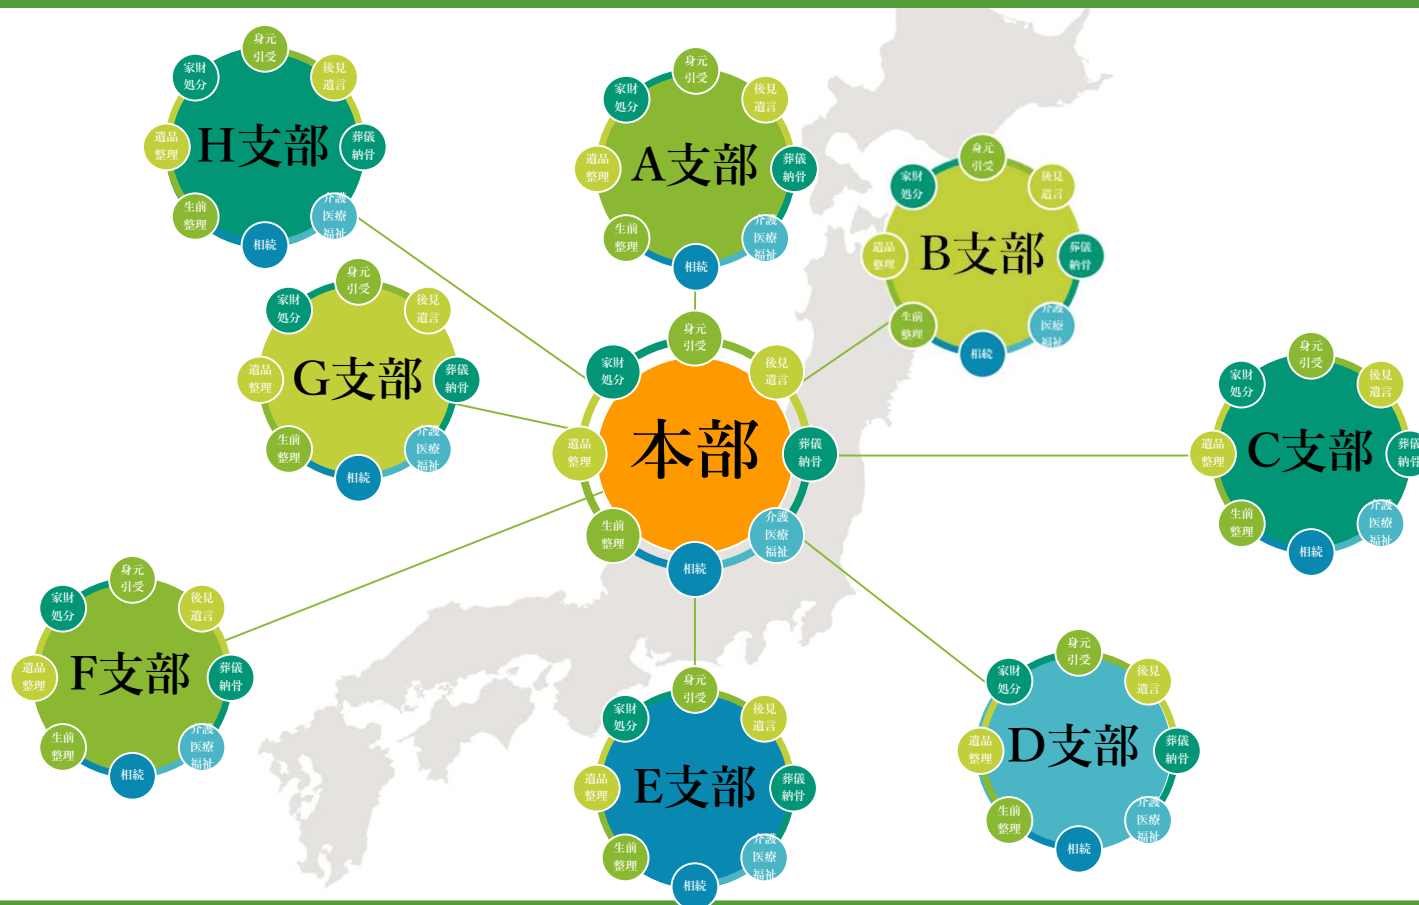 身元
引受
後見
遺言
葬儀
納骨
介護
医療
福祉
相続
生前
整理
遺品
整理
家財
処分
H支部
身元
引受
後見
遺言
葬儀
納骨
介護
医療
福祉
相続
生前
整理
遺品
整理
家財
処分
A支部
身元
引受
後見
遺言
葬儀
納骨
介護
医療
福祉
相続
生前
整理
遺品
整理
家財
処分
B支部
身元
引受
後見
遺言
葬儀
納骨
介護
医療
福祉
相続
生前
整理
遺品
整理
家財
処分
G支部
身元
引受
後見
遺言
葬儀
納骨
介護
医療
福祉
相続
生前
整理
遺品
整理
家財
処分
本部
身元
引受
後見
遺言
葬儀
納骨
介護
医療
福祉
相続
生前
整理
遺品
整理
家財
処分
C支部
身元
引受
後見
遺言
葬儀
納骨
介護
医療
福祉
相続
生前
整理
遺品
整理
家財
処分
F支部
身元
引受
後見
遺言
葬儀
納骨
介護
医療
福祉
相続
生前
整理
遺品
整理
家財
処分
E支部
身元
引受
後見
遺言
葬儀
納骨
介護
医療
福祉
相続
生前
整理
遺品
整理
家財
処分
D支部